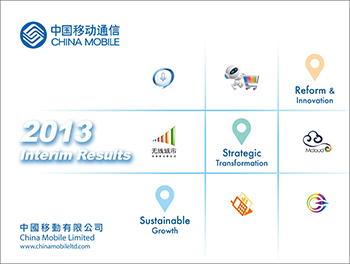 中国移动通信
CHINA MOBILE
Reform &
Innovation
2013
Interim Results
无线城市
Strategic
Transformation
Mcloud
Sustainable
Growth
中國移動有限公司
China Mobile Limited
www.chinamobileltd.com